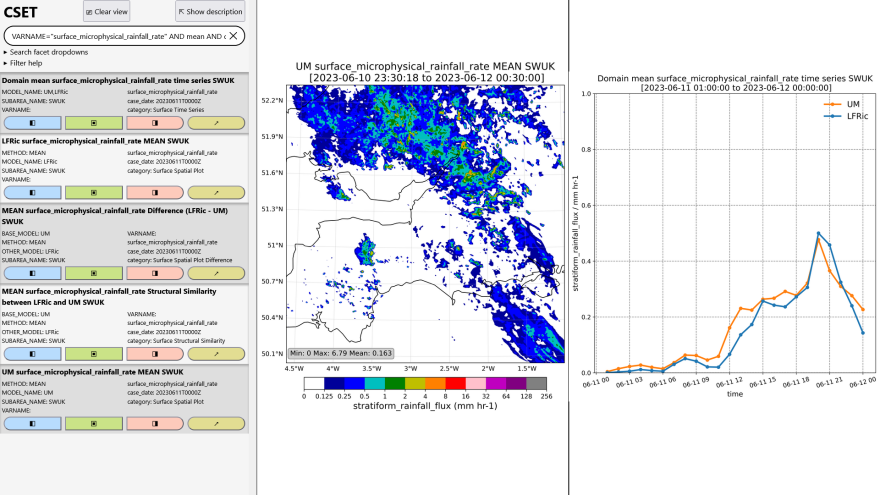 CSET
Clear view
Show description
VARNAME="surface_microphysical_rainfall_rate" AND mean AND c
▸ Search facet dropdowns
▸ Filter help
Domain mean surface_microphysical_rainfall_rate time series SWUK
MODEL_NAME: UM,LFRic
SUBAREA_NAME: SWUK
VARNAME:
surface_microphysical_rainfall_rate
case_date: 20230611T0000Z
category: Surface Time Series
LFRic surface_microphysical_rainfall_rate MEAN SWUK
METHOD: MEAN
MODEL_NAME: LFRic
SUBAREA_NAME: SWUK
VARNAME:
surface_microphysical_rainfall_rate
case_date: 20230611T0000Z
category: Surface Spatial Plot
MEAN surface_microphysical_rainfall_rate Difference (LFRic - UM)
SWUK
BASE_MODEL: UM
METHOD: MEAN
OTHER_MODEL: LFRic
SUBAREA_NAME: SWUK
VARNAME:
surface_microphysical_rainfall_rate
case_date: 20230611T0000Z
category: Surface Spatial Plot Difference
MEAN surface_microphysical_rainfall_rate Structural Similarity
between LFRic and UM SWUK
BASE_MODEL: UM
METHOD: MEAN
OTHER_MODEL: LFRic
SUBAREA_NAME: SWUK
VARNAME:
surface_microphysical_rainfall_rate
case_date: 20230611T0000Z
category: Surface Structural Similarity
UM surface_microphysical_rainfall_rate MEAN SWUK
METHOD: MEAN
MODEL_NAME: UM
SUBAREA_NAME: SWUK
VARNAME:
surface_microphysical_rainfall_rate
case_date: 20230611T0000Z
category: Surface Spatial Plot
UM surface_microphysical_rainfall_rate MEAN SWUK
[2023-06-10 23:30:18 to 2023-06-12 00:30:00]
52.2°N
51.9°N
51.6°N
51.3°N
51°N
50.7°N
50.4°N
50.1°N
Min: 0 Max: 6.79 Mean: 0.163
4.5°W 4°W 3.5°W 3°W 2.5°W 2°W 1.5°W
0 0.125 0.25 0.5 1 2 4 8 16 32 64 128 256
stratiform_rainfall_flux (mm hr-1)
Domain mean surface_microphysical_rainfall_rate time series SWUK
[2023-06-11 01:00:00 to 2023-06-12 00:00:00]
UM
LFRic
1.0
0.8
0.6
0.4
0.2
0.0
stratiform_rainfall_flux / mm hr-1
06-11 00 06-11 03 06-11 06 06-11 09 06-11 12 06-11 15 06-11 18 06-11 21 06-12 00
time